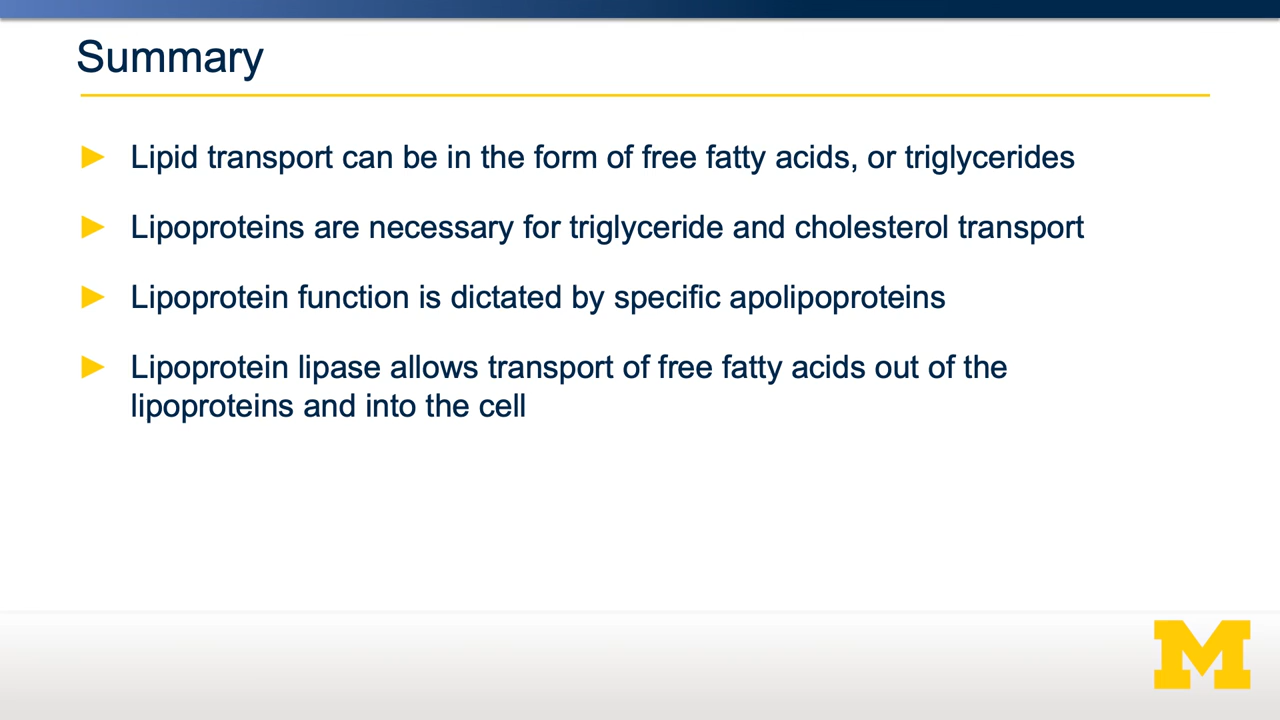 Summary
Lipid transport can be in the form of free fatty acids, or triglycerides
Lipoproteins are necessary for triglyceride and cholesterol transport
Lipoprotein function is dictated by specific apolipoproteins
Lipoprotein lipase allows transport of free fatty acids out of the
lipoproteins and into the cell
M